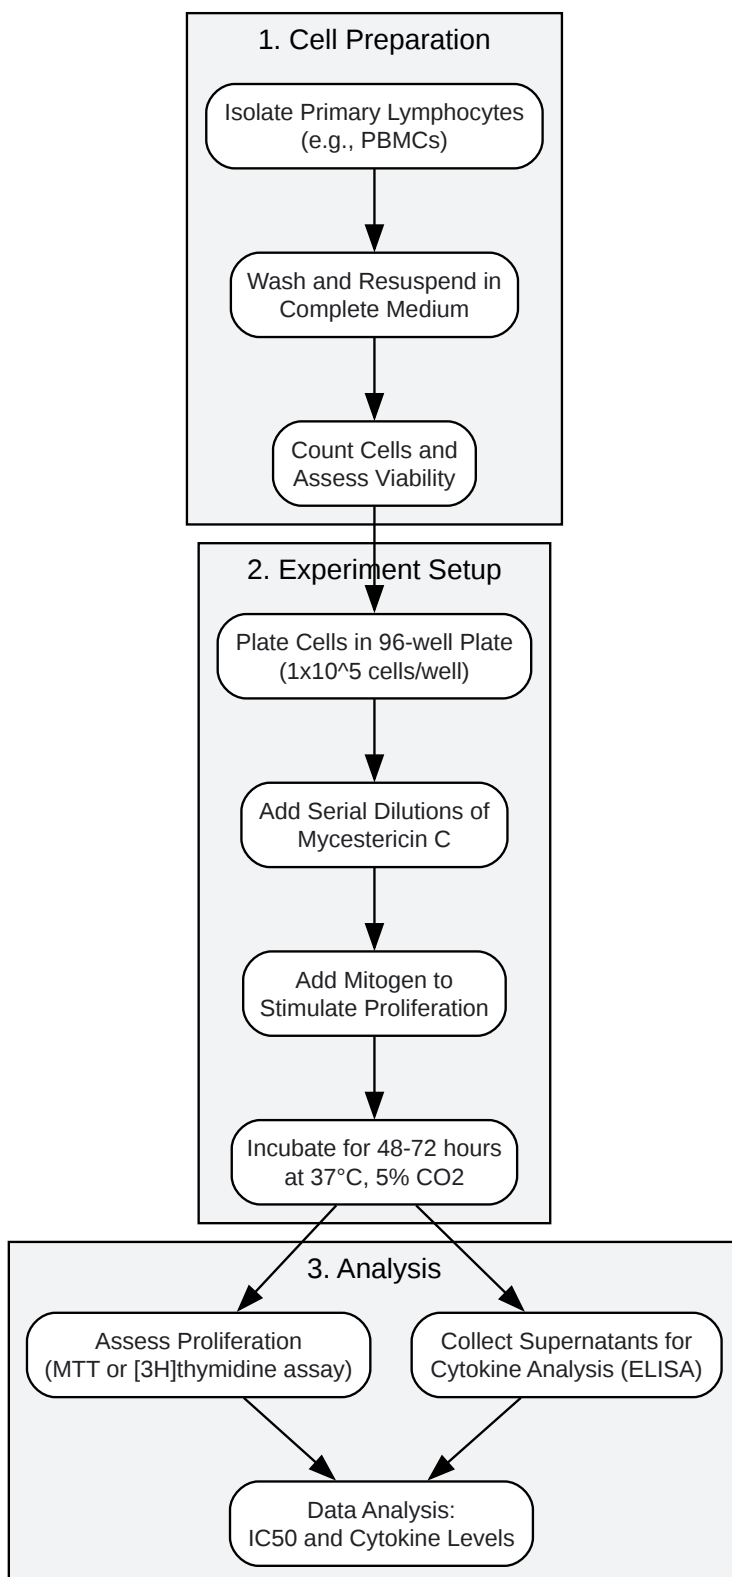 1. Cell Preparation
Isolate Primary Lymphocytes
(e.g., PBMCs)
Wash and Resuspend in
Complete Medium
Count Cells and
Assess Viability
2. Experiment Setup
Plate Cells in 96-well Plate
(1x10^5 cells/well)
Add Serial Dilutions of
Mycestericin C
Add Mitogen to
Stimulate Proliferation
Incubate for 48-72 hours
at 37°C, 5% CO2
3. Analysis
Assess Proliferation
(MTT or [3H]thymidine assay)
Collect Supernatants for
Cytokine Analysis (ELISA)
Data Analysis:
IC50 and Cytokine Levels